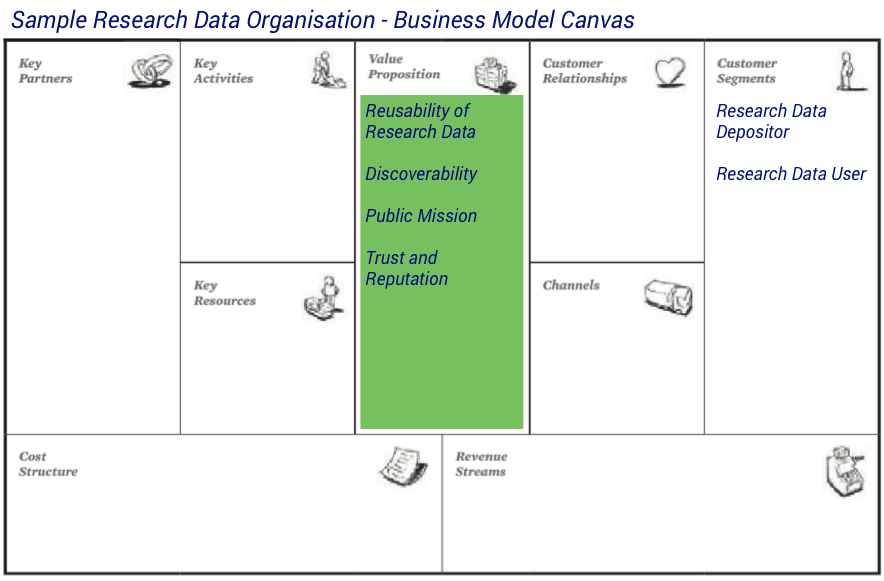 Sample Research Data Organisation - Business Model Canvas
Key
Partners
Key
Activities
Value
Proposition
Reusability of
Research Data
Discoverability
Public Mission
Trust and
Reputation
Customer
Relationships
Customer
Segments
Research Data
Depositor
Research Data User
Key
Resources
Channels
Cost
Structure
Revenue
Streams